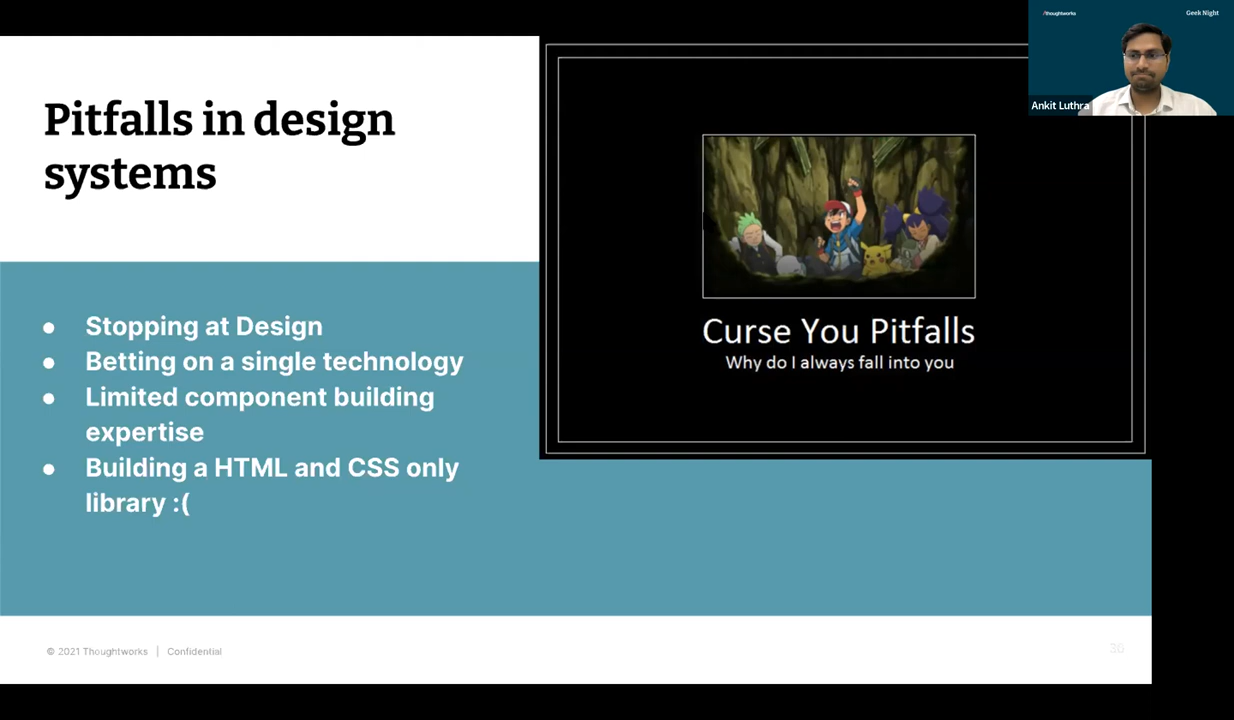 Pitfalls in design
systems
Stopping at Design
Betting on a single technology
Limited component building
expertise
Building a HTML and CSS only
library :(
Curse You Pitfalls
Why do I always fall into you
/thoughtworks
Geek Night
Ankit Luthra
© 2021 Thoughtworks | Confidential
36